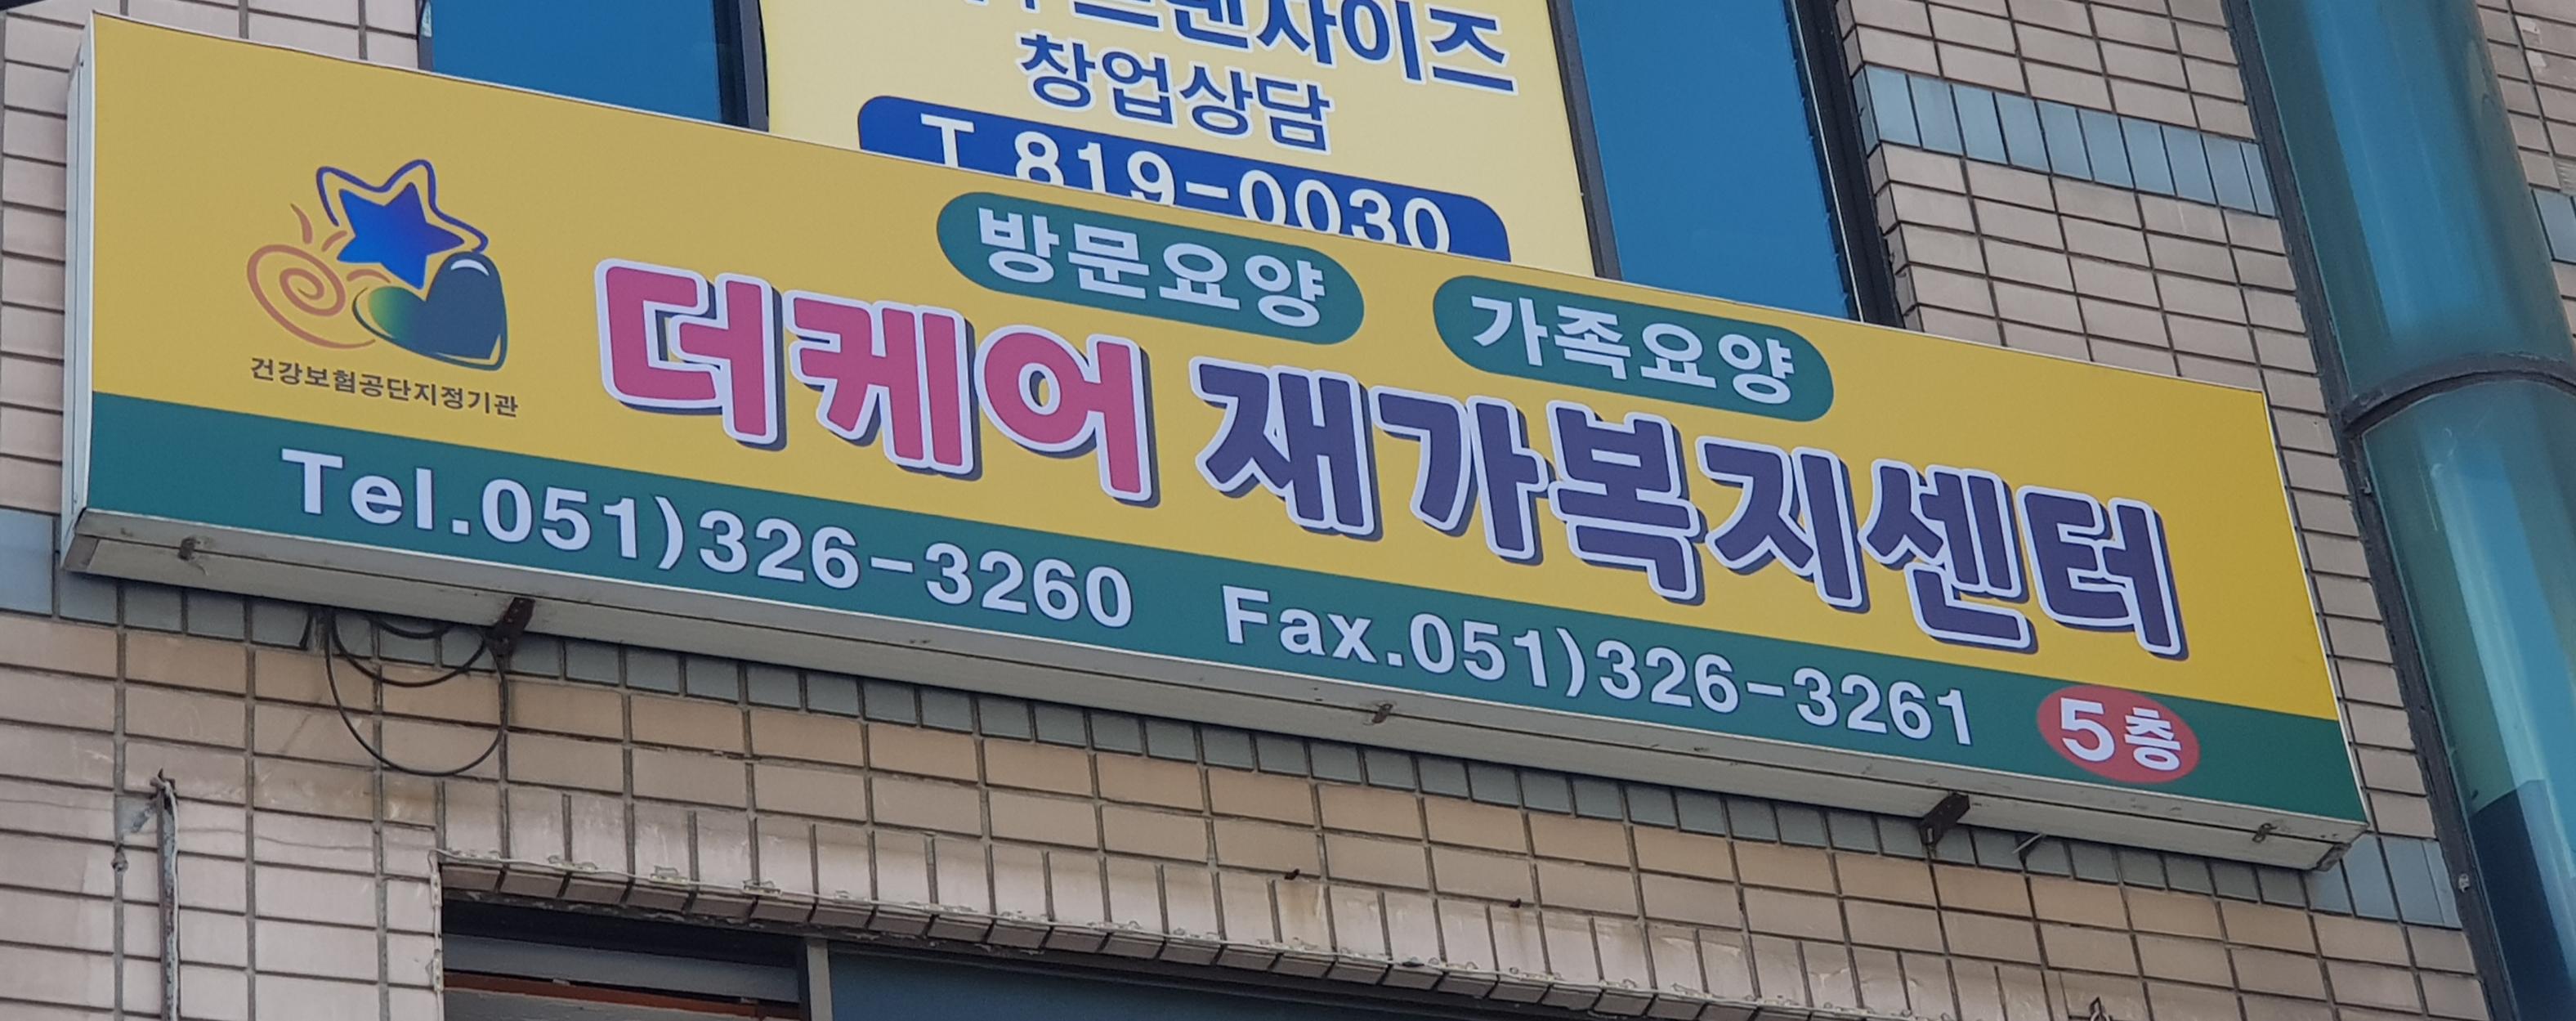 창업상담
T 819-0030
방문요양 가족요양
더케어 재가복지센터
건강보험공단지정기관
Tel.051)326-3260 Fax.051)326-3261 5층